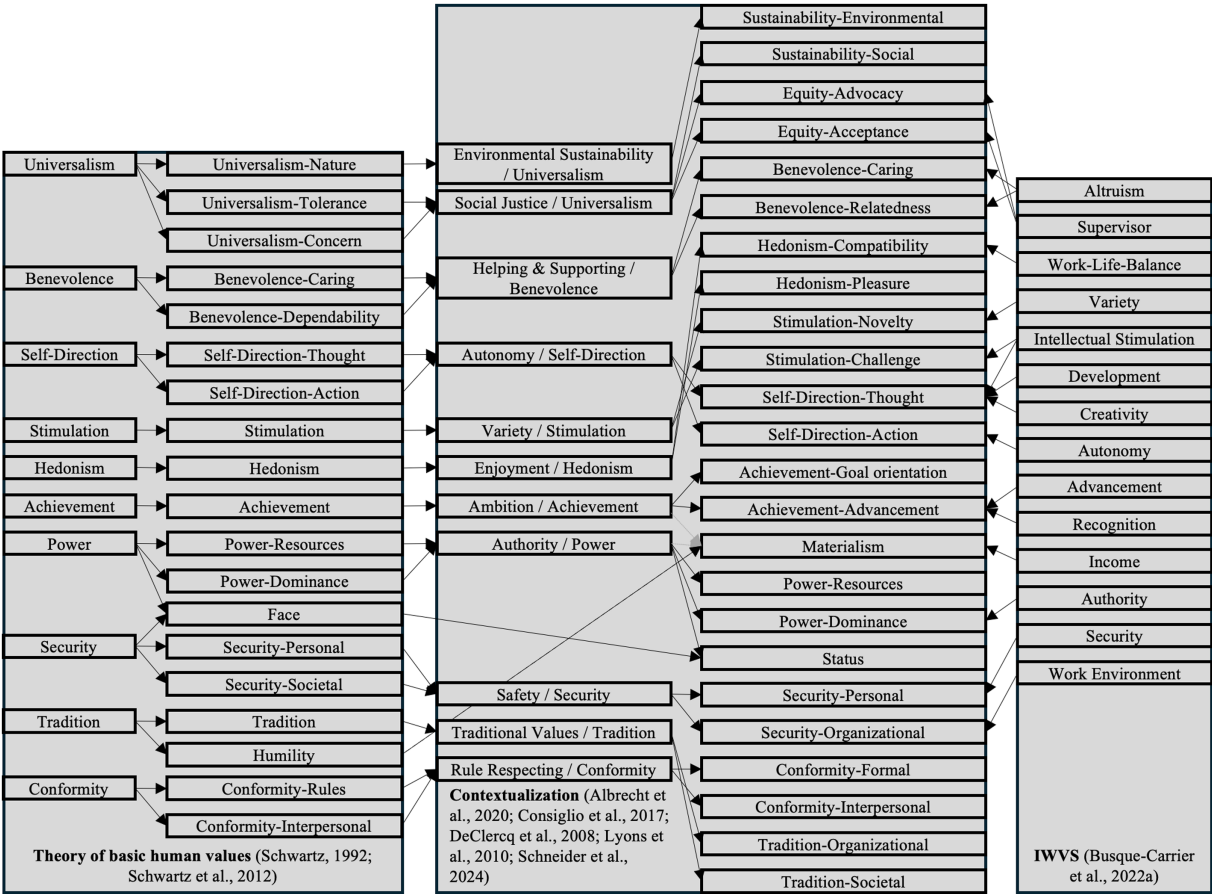 Universalism
Benevolence
Self-Direction
Stimulation
Hedonism
Achievement
Power
Security
Tradition
Conformity
Universalism-Nature
Universalism-Tolerance
Universalism-Concern
Benevolence-Caring
Benevolence-Dependability
Self-Direction-Thought
Self-Direction-Action
Stimulation
Hedonism
Achievement
Power-Resources
Power-Dominance
Face
Security-Personal
Security-Societal
Tradition
Humility
Conformity-Rules
Conformity-Interpersonal
Theory of basic human values (Schwartz, 1992;
Schwartz et al., 2012)
Environmental Sustainability
/ Universalism
Social Justice / Universalism
Helping & Supporting /
Benevolence
Autonomy / Self-Direction
Variety / Stimulation
Enjoyment / Hedonism
Ambition / Achievement
Authority / Power
Safety / Security
Traditional Values / Tradition
Rule Respecting / Conformity
Contextualization (Albrecht et
al., 2020; Consiglio et al., 2017;
DeClercq et al., 2008; Lyons et
al., 2010; Schneider et al.,
2024)
Sustainability-Environmental
Sustainability-Social
Equity-Advocacy
Equity-Acceptance
Benevolence-Caring
Benevolence-Relatedness
Hedonism-Compatibility
Hedonism-Pleasure
Stimulation-Novelty
Stimulation-Challenge
Self-Direction-Thought
Self-Direction-Action
Achievement-Goal orientation
Achievement-Advancement
Materialism
Power-Resources
Power-Dominance
Status
Security-Personal
Security-Organizational
Conformity-Formal
Conformity-Interpersonal
Tradition-Organizational
Tradition-Societal
Altruism
Supervisor
Work-Life-Balance
Variety
Intellectual Stimulation
Development
Creativity
Autonomy
Advancement
Recognition
Income
Authority
Security
Work Environment
IWVS (Busque-Carrier
et al., 2022a)